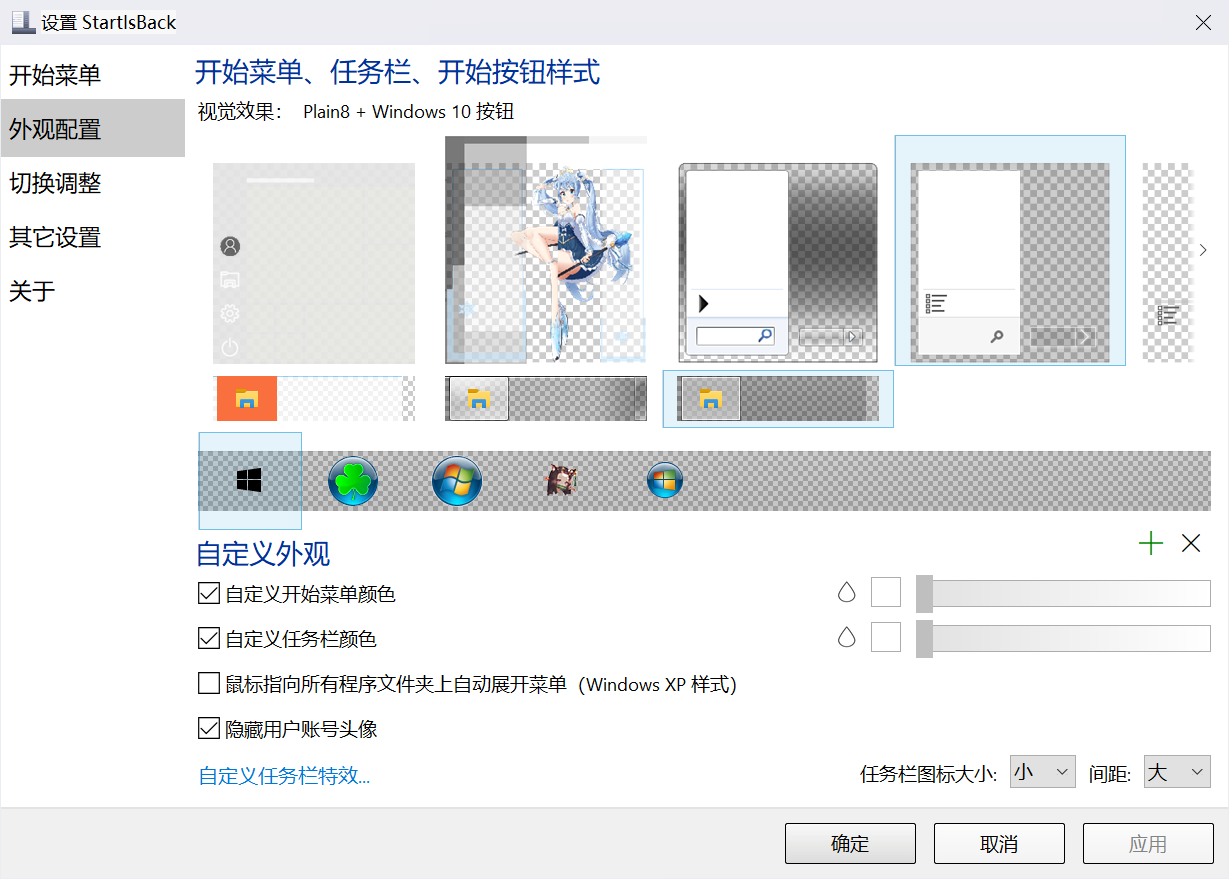 设置 StartIsBack
开始菜单
外观配置
切换调整
其它设置
关于
开始菜单、任务栏、开始按钮样式
视觉效果： Plain8 + Windows 10 按钮
自定义外观
自定义开始菜单颜色
自定义任务栏颜色
鼠标指向所有程序文件夹上自动展开菜单（Windows XP 样式）
隐藏用户账号头像
自定义任务栏特效...
任务栏图标大小: 小 间距: 大
确定 取消 应用